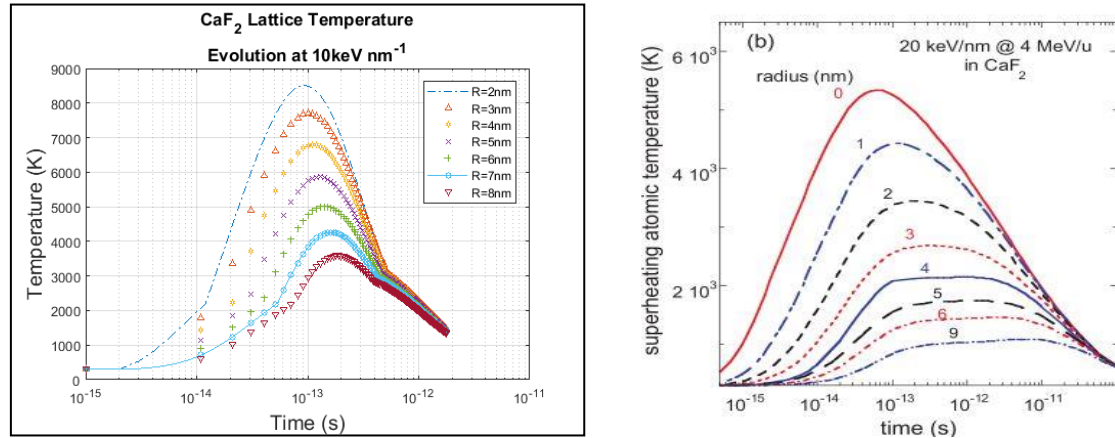 CaF2 Lattice Temperature
Evolution at 10keV nm-1
9000
8000
7000
6000
5000
4000
3000
2000
1000
0
Temperature (K)
R=2nm
R=3nm
R=4nm
R=5nm
R=6nm
R=7nm
R=8nm
10-15
10-14
10-13
10-12
10-11
Time (s)
(b)
20 keV/nm @ 4 MeV/u
in CaF2
radius (nm)
0
1
2
3
4
5
6
9
6 10³
4 10³
2 10³
superheating atomic temperature (K)
10-15
10-14
10-13
10-12
10-11
time (s)